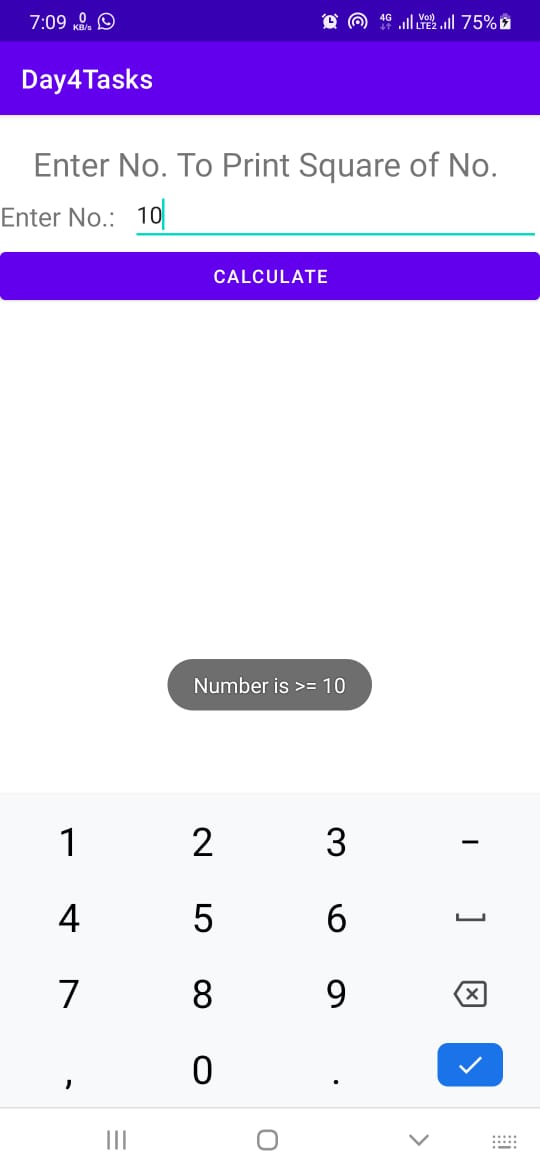 7:09 0 KB/s 4G Vo)) LTE2 75%
Day4Tasks
Enter No. To Print Square of No.
Enter No.: 10
CALCULATE
Number is >= 10
1 2 3 -
4 5 6
7 8 9
, 0 .